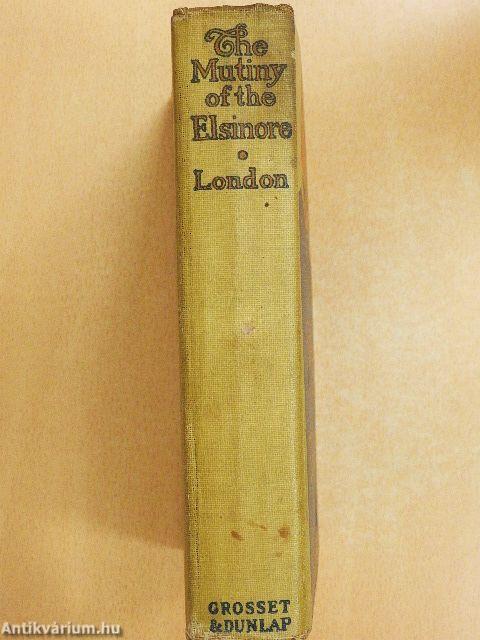 The
Mutiny
of the
Elsinore
•
London
GROSSET
& DUNLAP
Antikvárium.hu